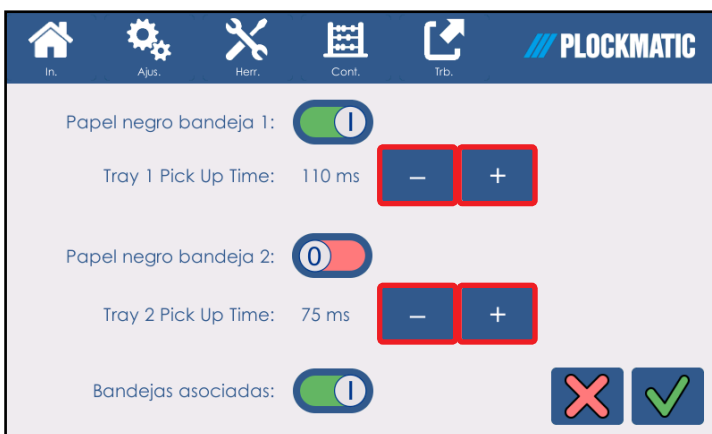 In. Ajus. Herr. Cont. Trb. PLOCKMATIC
Papel negro bandeja 1: I
Tray 1 Pick Up Time: 110 ms – +
Papel negro bandeja 2: 0
Tray 2 Pick Up Time: 75 ms – +
Bandejas asociadas: I